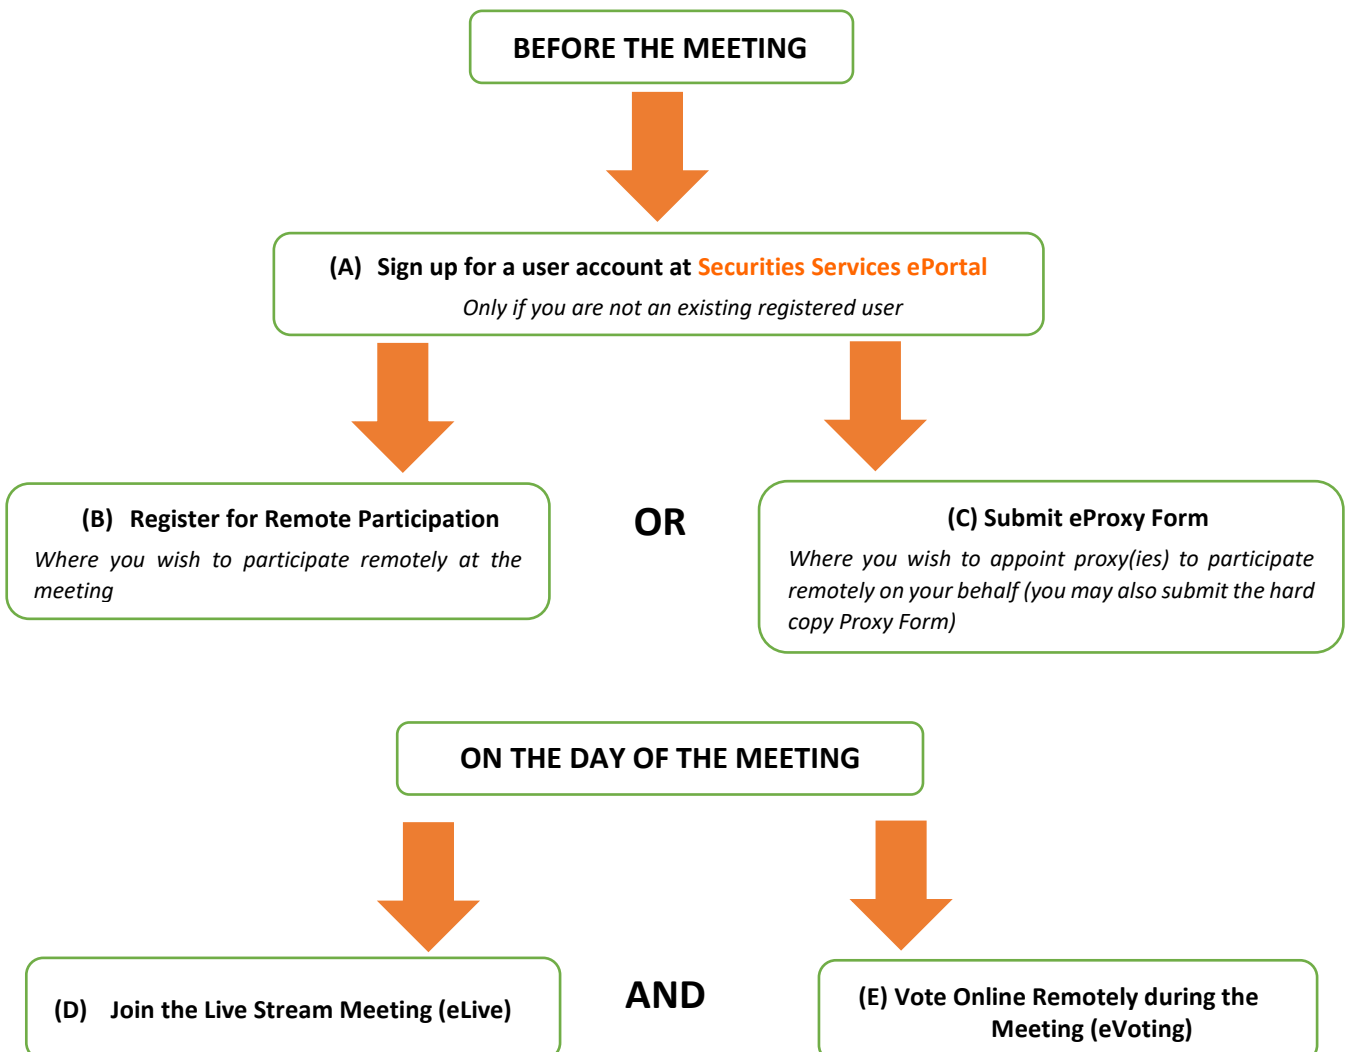 BEFORE THE MEETING
(A) Sign up for a user account at Securities Services ePortal
Only if you are not an existing registered user
(B) Register for Remote Participation
Where you wish to participate remotely at the
meeting
OR
(C) Submit eProxy Form
Where you wish to appoint proxy(ies) to participate
remotely on your behalf (you may also submit the hard
copy Proxy Form)
ON THE DAY OF THE MEETING
(D) Join the Live Stream Meeting (eLive)
AND
(E) Vote Online Remotely during the
Meeting (eVoting)